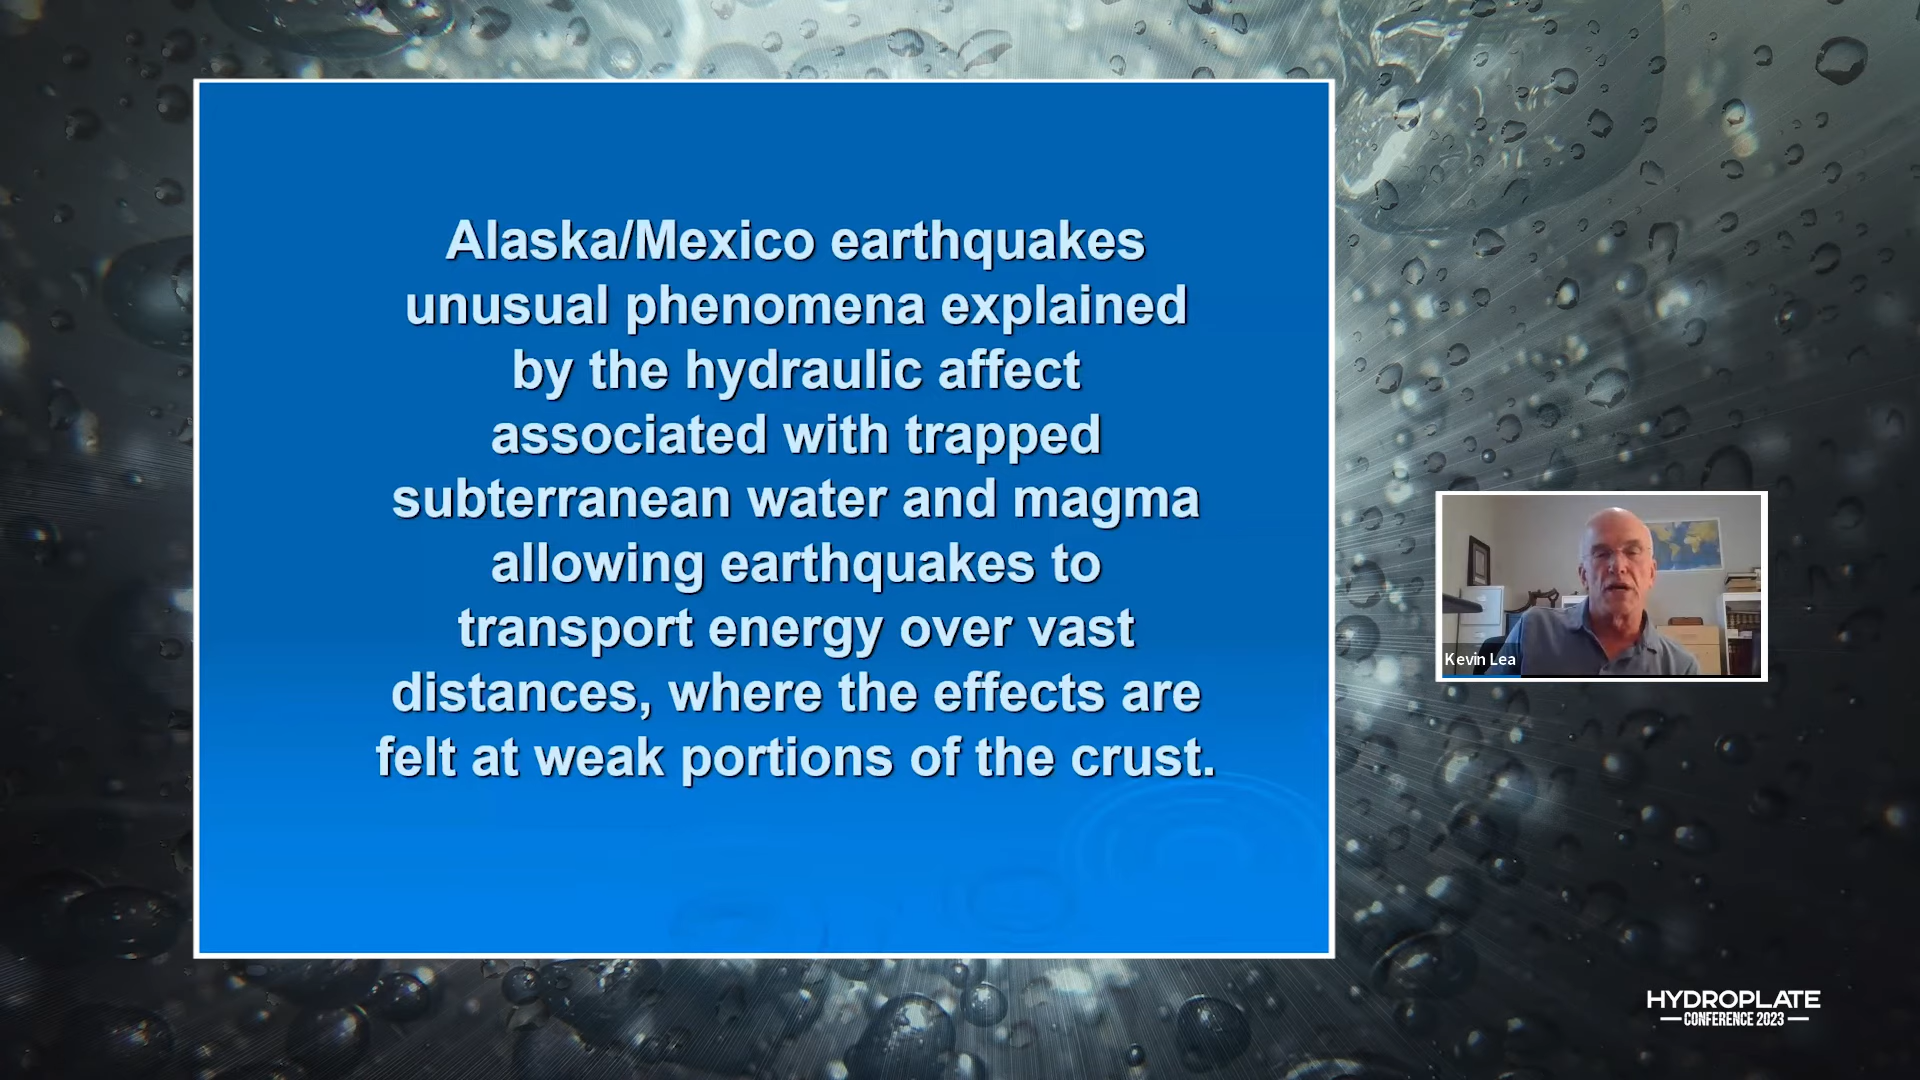 Alaska/Mexico earthquakes
unusual phenomena explained
by the hydraulic affect
associated with trapped
subterranean water and magma
allowing earthquakes to
transport energy over vast
distances, where the effects are
felt at weak portions of the crust.
Kevin Lea
HYDROPLATE
CONFERENCE 2023